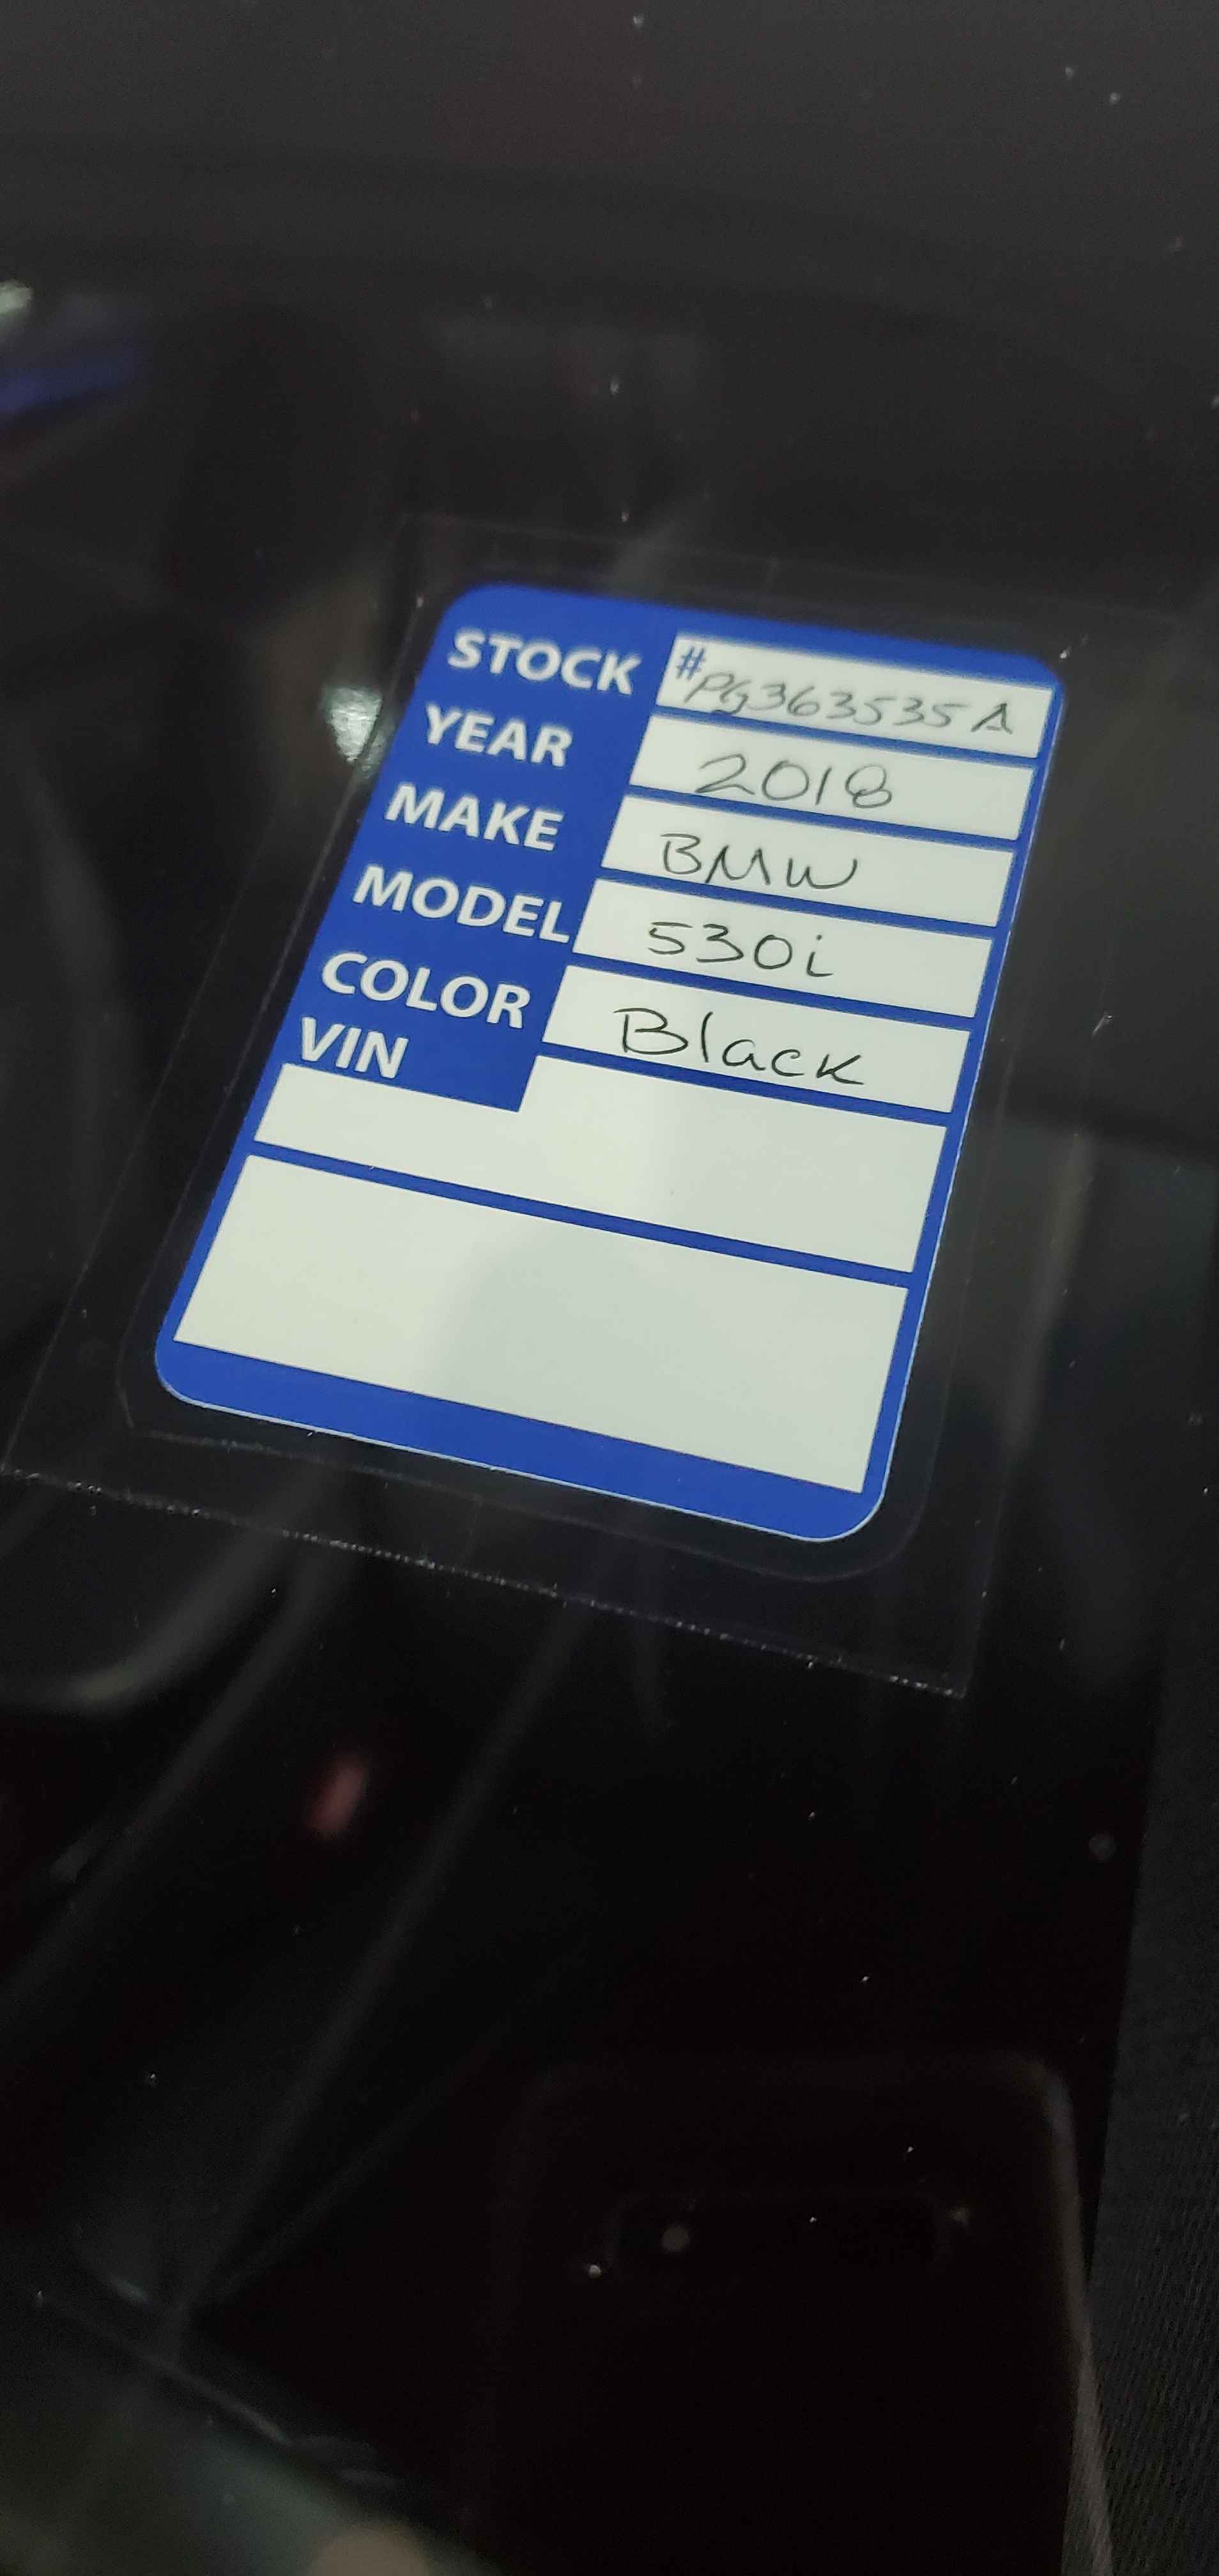 STOCK #PG363535A
YEAR 2018
MAKE BMW
MODEL 530i
COLOR Black
VIN